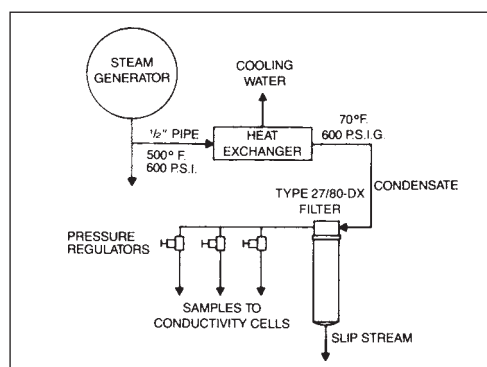 STEAM
GENERATOR
COOLING
WATER
½" PIPE
500° F.
600 P.S.I.
HEAT
EXCHANGER
70°F.
600 P.S.I.G.
CONDENSATE
TYPE 27/80-DX
FILTER
PRESSURE
REGULATORS
SAMPLES TO
CONDUCTIVITY CELLS
SLIP STREAM